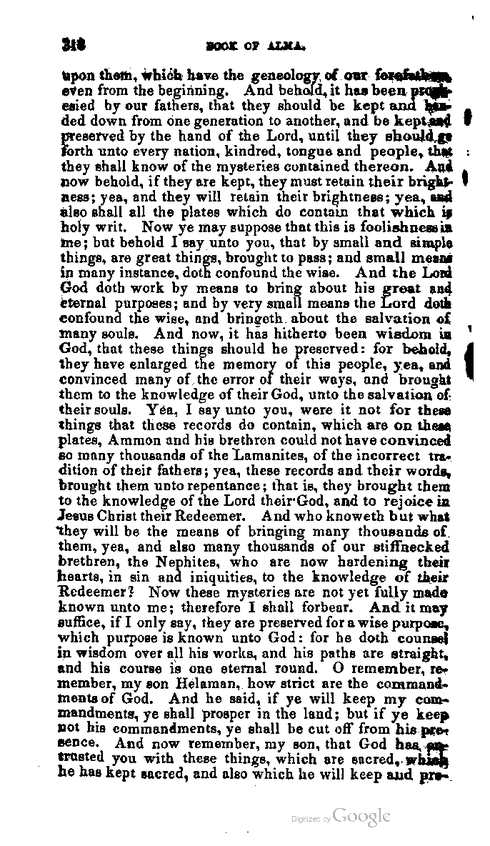 318 BOOK OF ALMA.
upon them, which have the geneology of our forefathers,
even from the beginning. And behold, it has been proph-
esied by our fathers, that they should be kept and han-
ded down from one generation to another, and be kept and
preserved by the hand of the Lord, until they should go
forth unto every nation, kindred, tongue and people, that
they shall know of the mysteries contained thereon. And
now behold, if they are kept, they must retain their bright-
ness; yea, and they will retain their brightness; yea, and
also shall all the plates which do contain that which is
holy writ. Now ye may suppose that this is foolishness in
me; but behold I say unto you, that by small and simple
things, are great things, brought to pass; and small means
in many instance, doth confound the wise. And the Lord
God doth work by means to bring about his great and
eternal purposes; and by very small means the Lord doth
confound the wise, and bringeth about the salvation of
many souls. And now, it has hitherto been wisdom in
God, that these things should he preserved: for behold,
they have enlarged the memory of this people, yea, and
convinced many of the error of their ways, and brought
them to the knowledge of their God, unto the salvation of
their souls. Yea, I say unto you, were it not for these
things that these records do contain, which are on these
plates, Ammon and his brethren could not have convinced
so many thousands of the Lamanites, of the incorrect tra-
dition of their fathers; yea, these records and their words,
brought them unto repentance; that is, they brought them
to the knowledge of the Lord their God, and to rejoice in
Jesus Christ their Redeemer. And who knoweth but what
they will be the means of bringing many thousands of
them, yea, and also many thousands of our stiffnecked
brethren, the Nephites, who are now hardening their
hearts, in sin and iniquities, to the knowledge of their
Redeemer? Now these mysteries are not yet fully made
known unto me; therefore I shall forbear. And it may
suffice, if I only say, they are preserved for a wise purpose,
which purpose is known unto God: for he doth counsel
in wisdom over all his works, and his paths are straight,
and his course is one eternal round. O remember, re-
member, my son Helaman, how strict are the command-
ments of God. And he said, if ye will keep my com-
mandments, ye shall prosper in the land; but if ye keep
not his commandments, ye shall be cut off from his pre-
sence. And now remember, my son, that God has en-
trusted you with these things, which are sacred, which
he has kept sacred, and also which he will keep and pre-
Digitized by Google